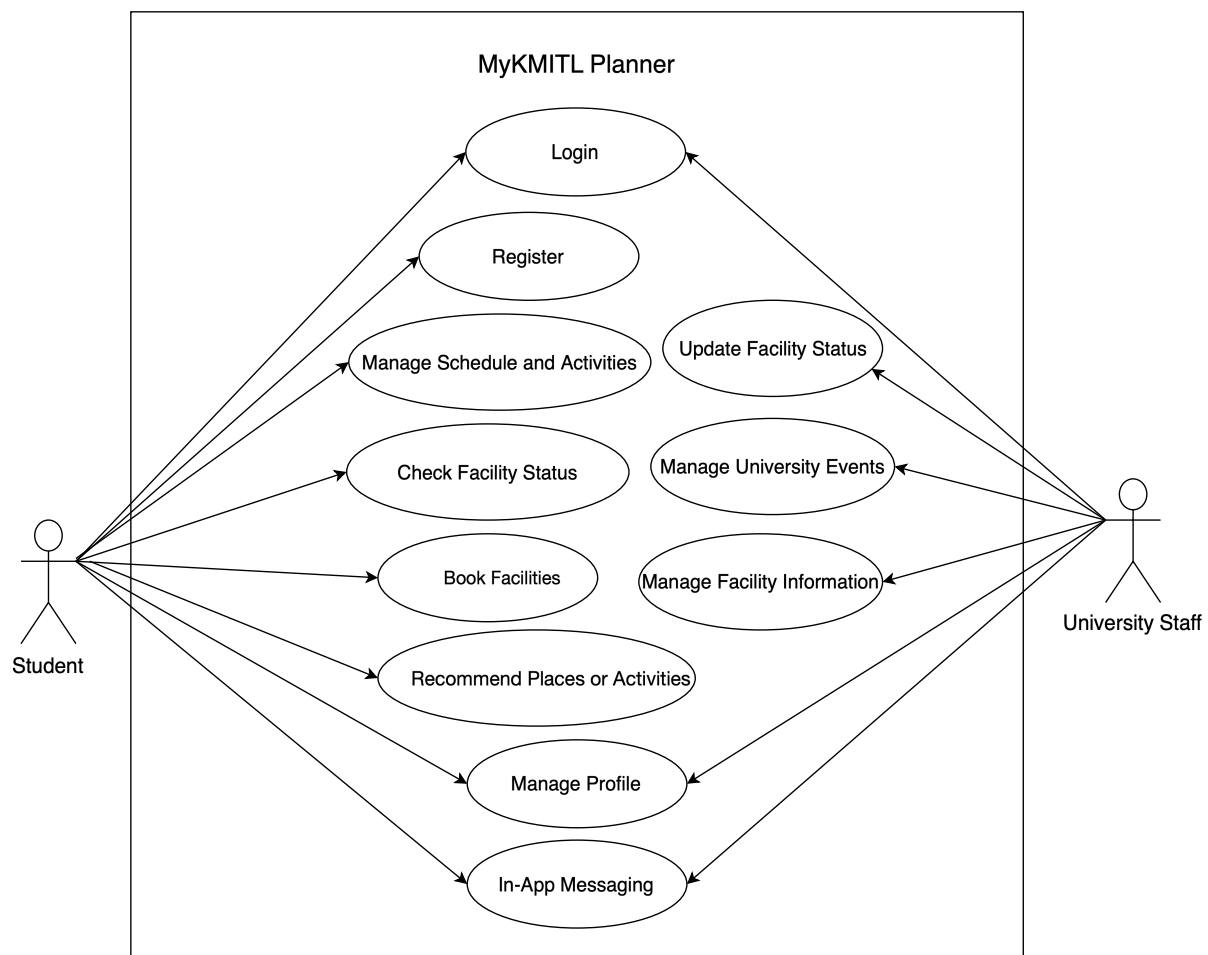 MyKMITL Planner
Login
Register
Update Facility Status
Manage Schedule and Activities
Manage University Events
Check Facility Status
Book Facilities
Manage Facility Information
University Staff
Student
Recommend Places or Activities
Manage Profile
In-App Messaging